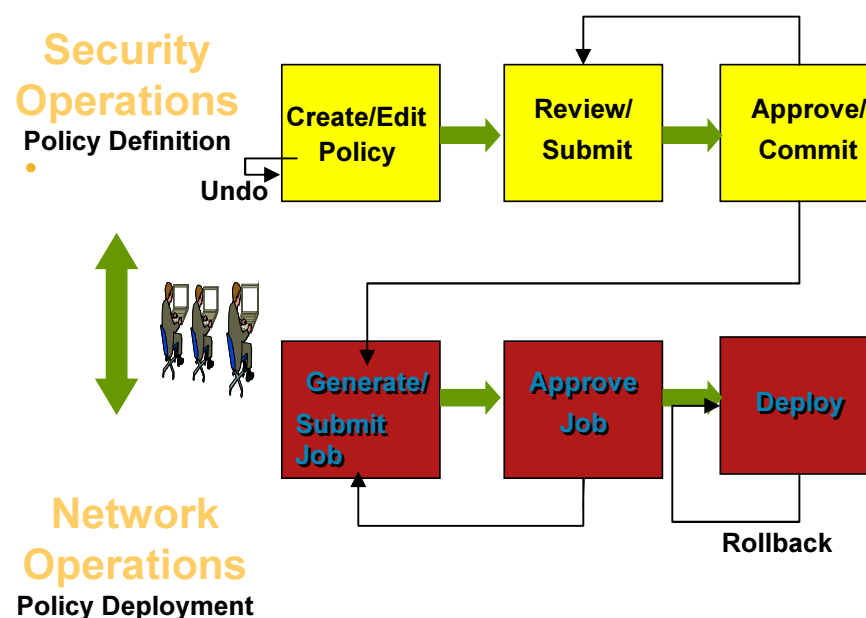 Security
Operations
Policy Definition
•
Undo
Create/Edit
Policy
Review/
Submit
Approve/
Commit
Generate/
Submit
Job
Approve
Job
Deploy
Rollback
Network
Operations
Policy Deployment